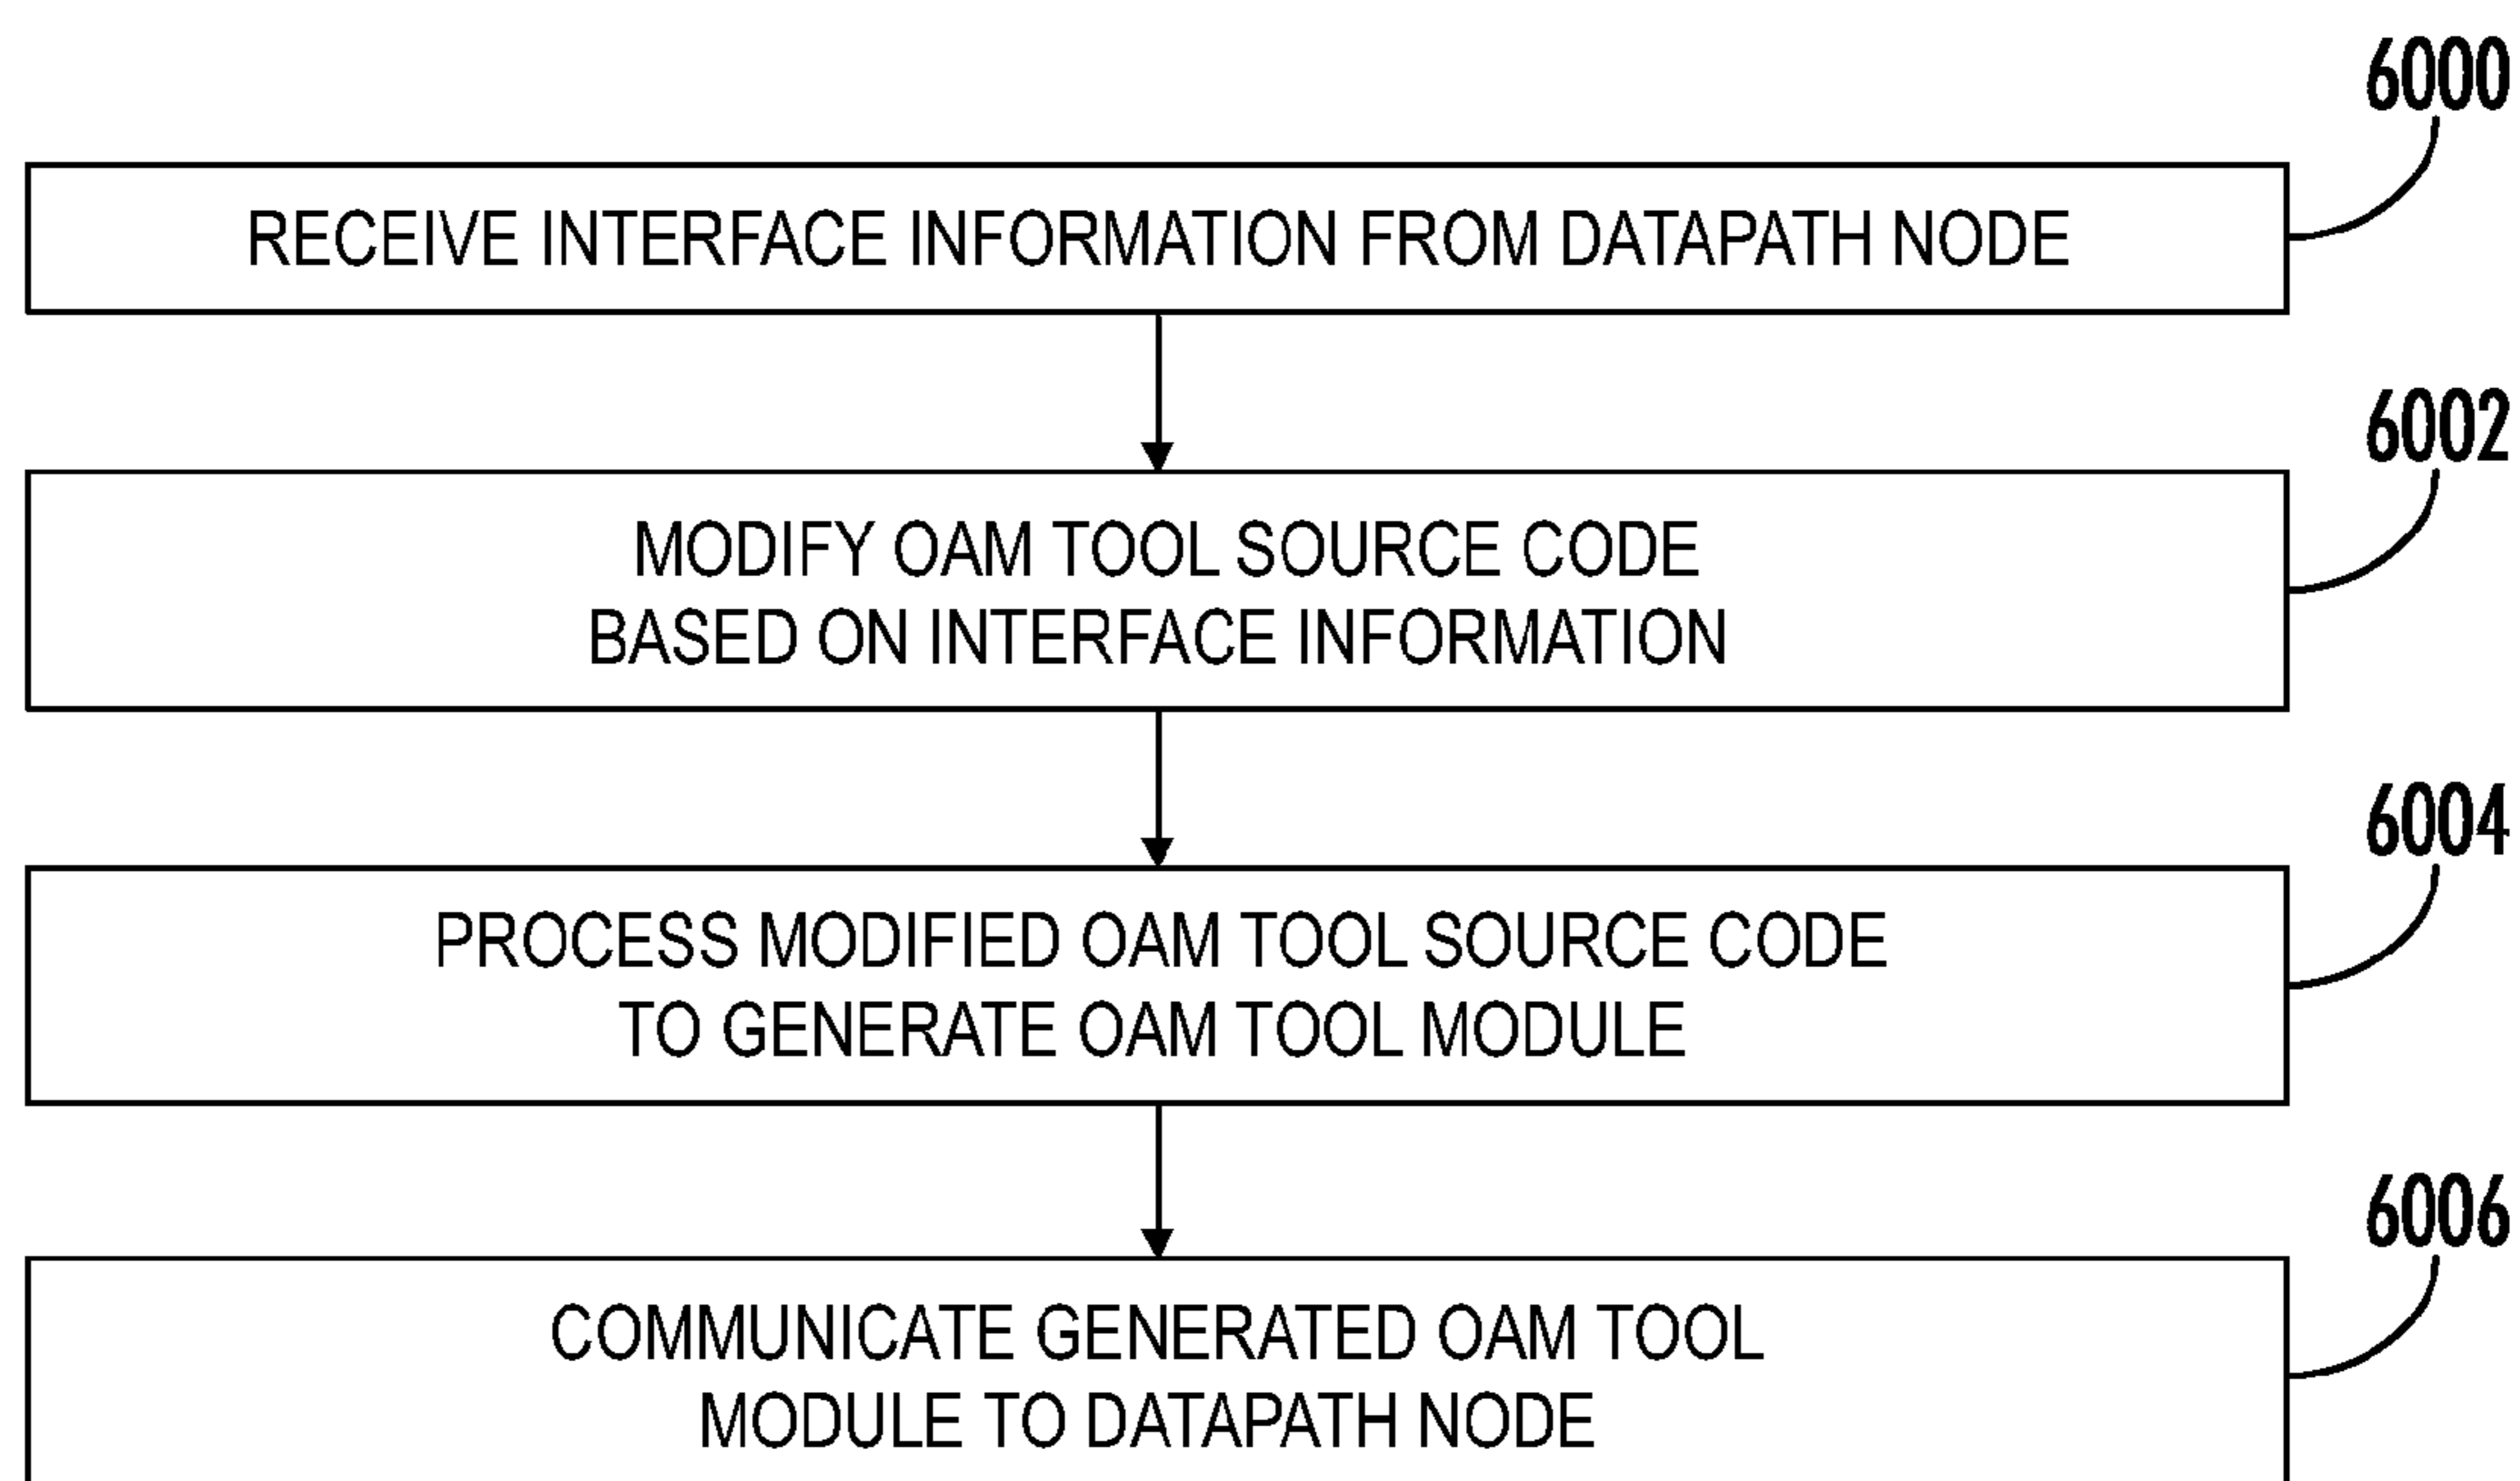 6000
RECEIVE INTERFACE INFORMATION FROM DATAPATH NODE
6002
MODIFY OAM TOOL SOURCE CODE
BASED ON INTERFACE INFORMATION
6004
PROCESS MODIFIED OAM TOOL SOURCE CODE
TO GENERATE OAM TOOL MODULE
6006
COMMUNICATE GENERATED OAM TOOL
MODULE TO DATAPATH NODE